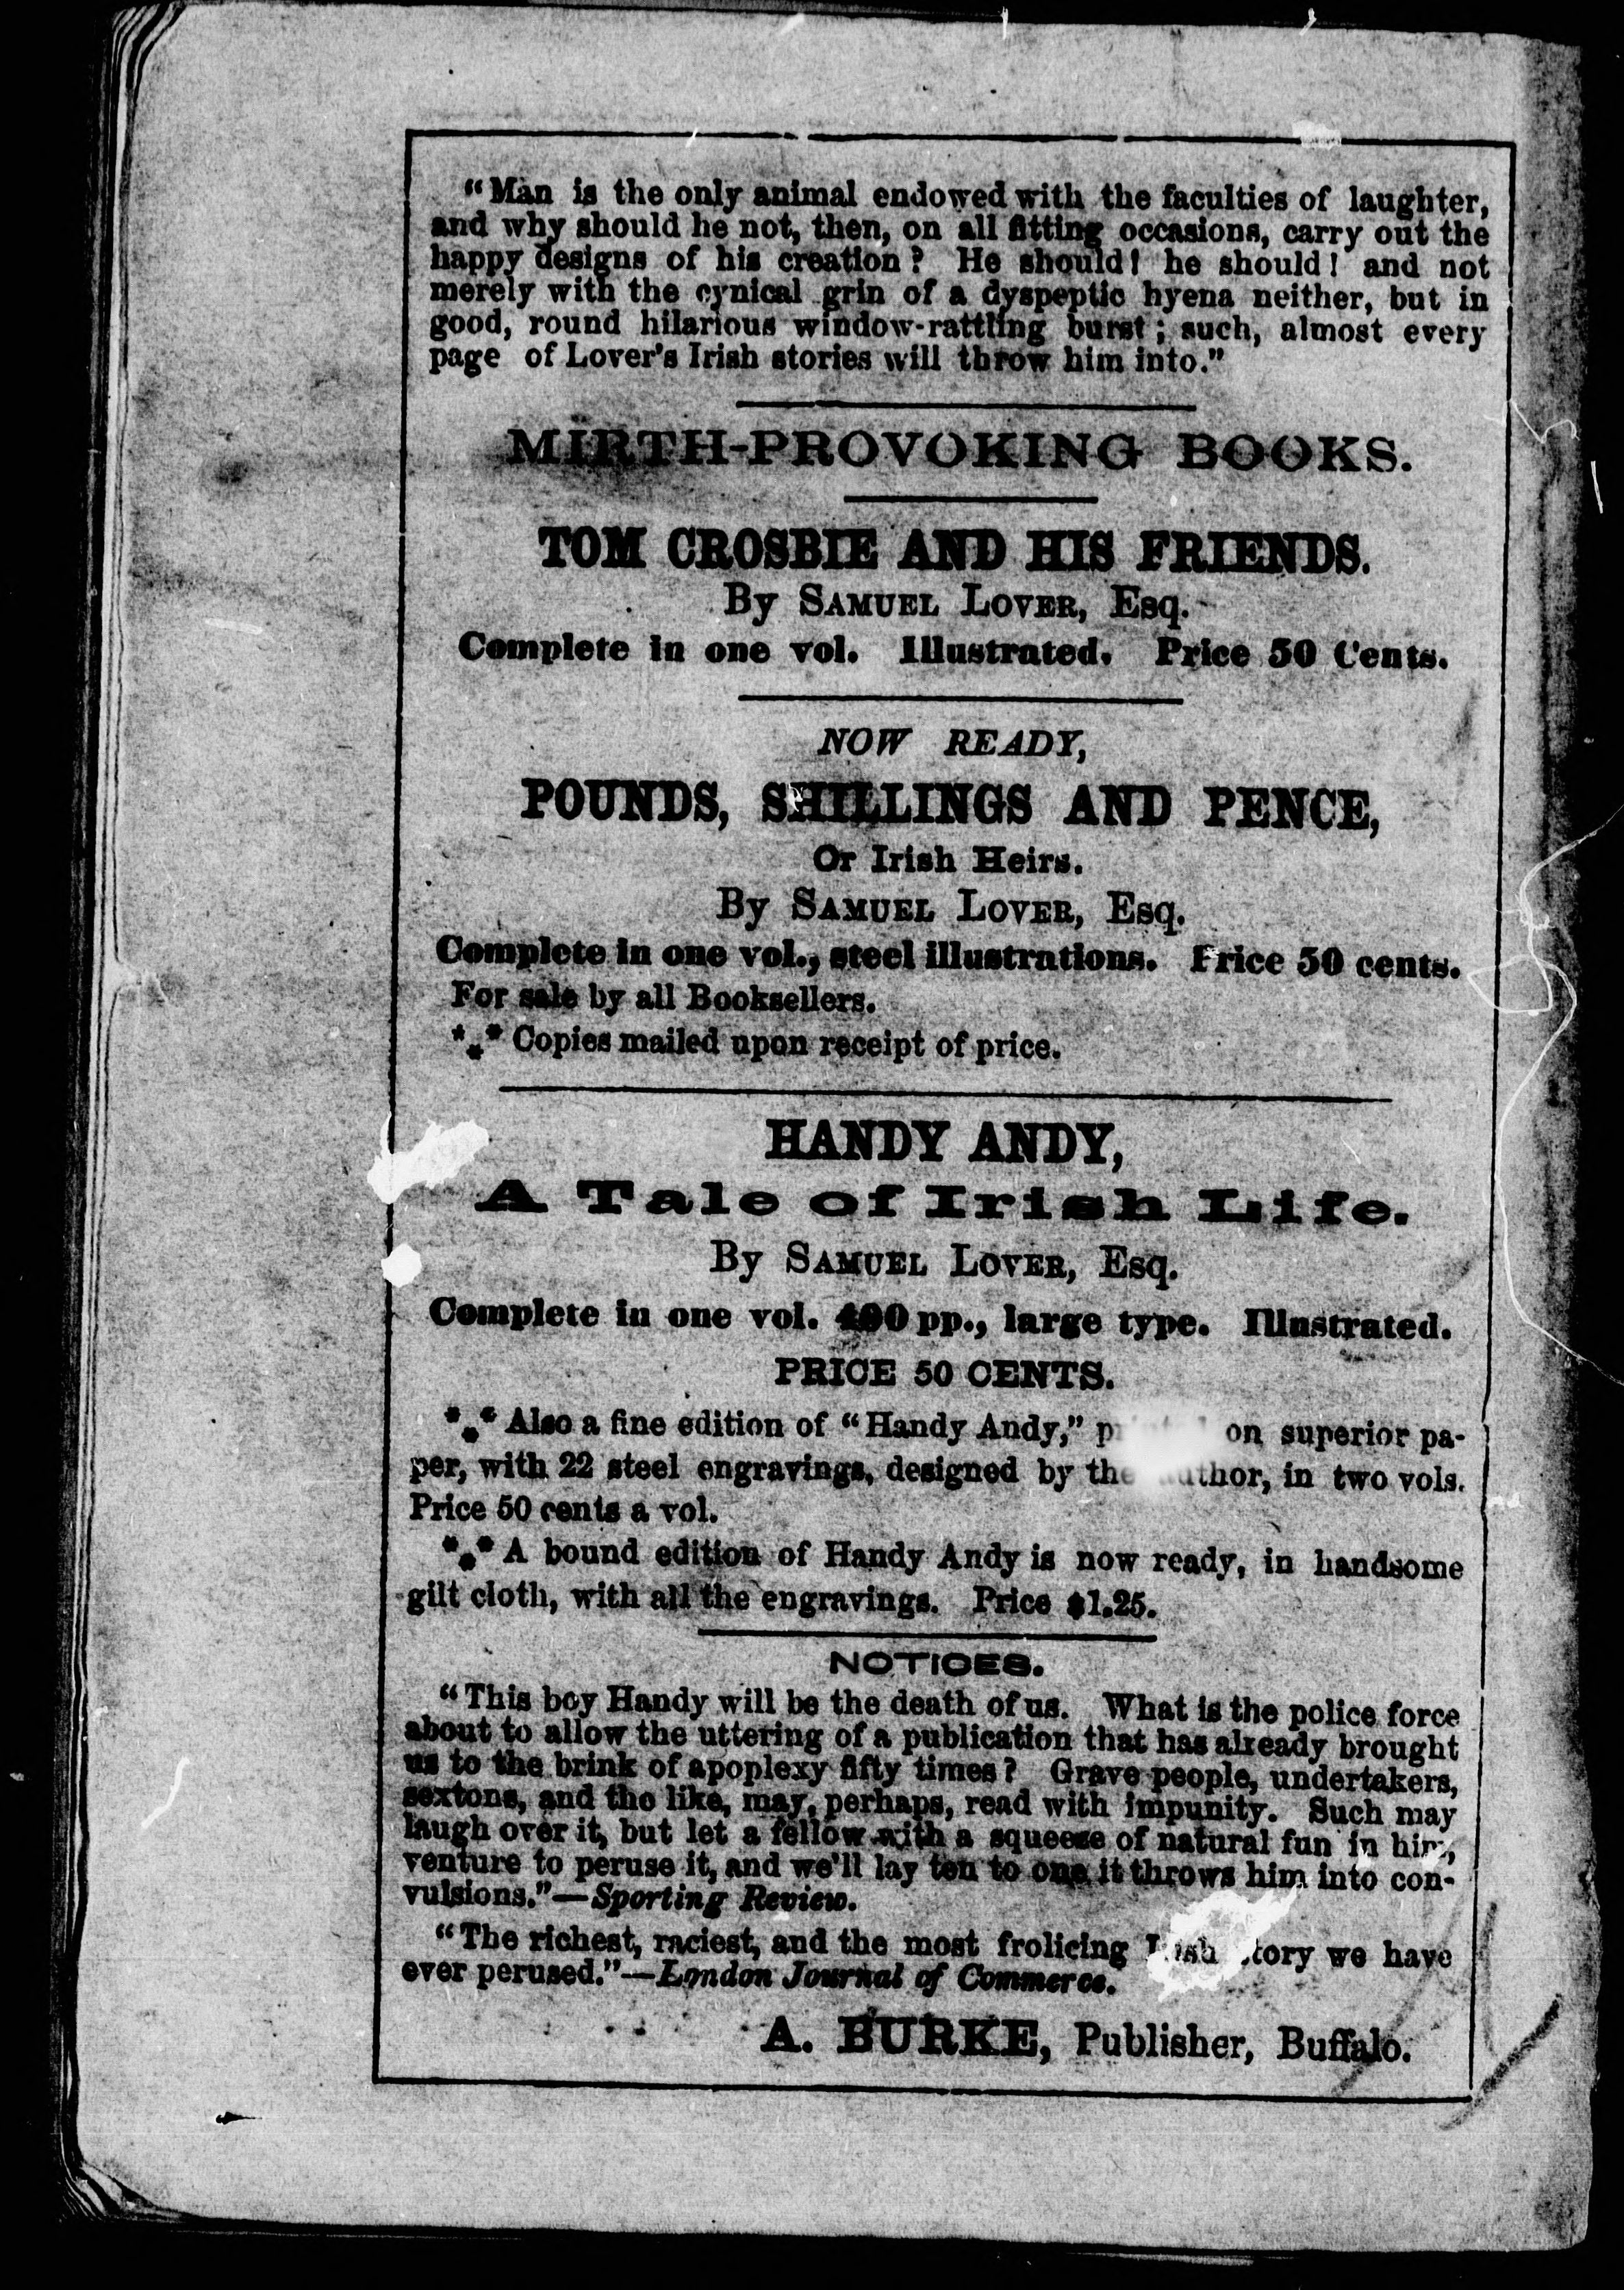 “Man is the only animal endowed with the faculties of laughter,
and why should he not, then, on all fitting occasions, carry out the
happy designs of his creation? He should! he should! and not
merely with the cynical grin of a dyspeptic hyena neither, but in
good, round hilarious window-rattling burst; such, almost every
page of Lover's Irish stories will throw him into.”
MIRTH-PROVOKING BOOKS.
TOM CROSBIE AND HIS FRIENDS.
By SAMUEL LOVER, Esq.
Complete in one vol. Illustrated. Price 50 Cents.
NOW READY,
POUNDS, SHILLINGS AND PENCE,
Or Irish Heirs.
By SAMUEL LOVER, Esq.
Complete in one vol., steel illustrations. Price 50 cents.
For sale by all Booksellers.
*⁎* Copies mailed upon receipt of price.
HANDY ANDY,
A Tale of Irish Life.
By SAMUEL LOVER, Esq.
Complete in one vol. 400 pp., large type. Illustrated.
PRICE 50 CENTS.
*⁎* Also a fine edition of “Handy Andy,” on superior pa-
per, with 22 steel engravings, designed by the in two vols.
Price 50 cents a vol.
*⁎* A bound edition of Handy Andy is now ready, in handsome
gilt cloth, with all the engravings. Price $1.25.
NOTICES.
“This boy Handy will be the death of us. What is the police force
about to allow the uttering of a publication that has already brought
us to the brink of apoplexy fifty times? Grave people, undertakers,
sextons, and the like, may, perhaps, read with impunity. Such may
laugh over it, but let a fellow with a squeeze of natural fun in him,
venture to peruse it, and we'll lay ten to one it throws him into con-
vulsions.”—Sporting Review.
“The richest, raciest, and the most frolicing we have
ever perused.”—London Journal of Commerce.
A. BURKE, Publisher, Buffalo.